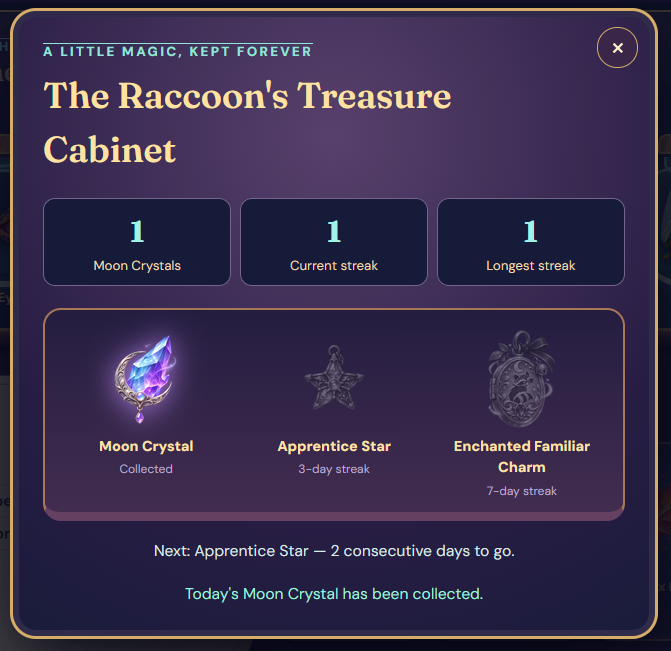 A LITTLE MAGIC, KEPT FOREVER
The Raccoon's Treasure
Cabinet
1
Moon Crystals
1
Current streak
1
Longest streak
Moon Crystal
Collected
Apprentice Star
3-day streak
Enchanted Familiar
Charm
7-day streak
Next: Apprentice Star — 2 consecutive days to go.
Today's Moon Crystal has been collected.